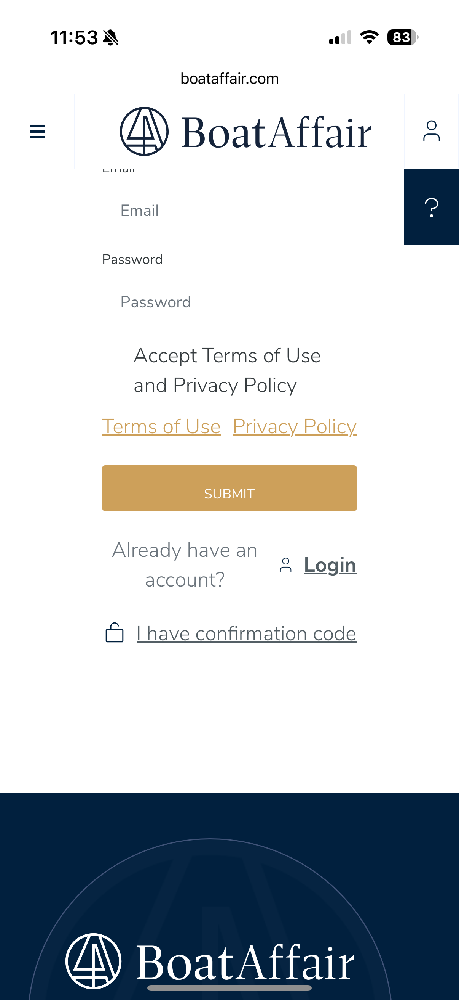 11:53
83
boataffair.com
BoatAffair
Email
Email
?
Password
Password
Accept Terms of Use
and Privacy Policy
Terms of Use Privacy Policy
SUBMIT
Already have an
account?
Login
I have confirmation code
BoatAffair